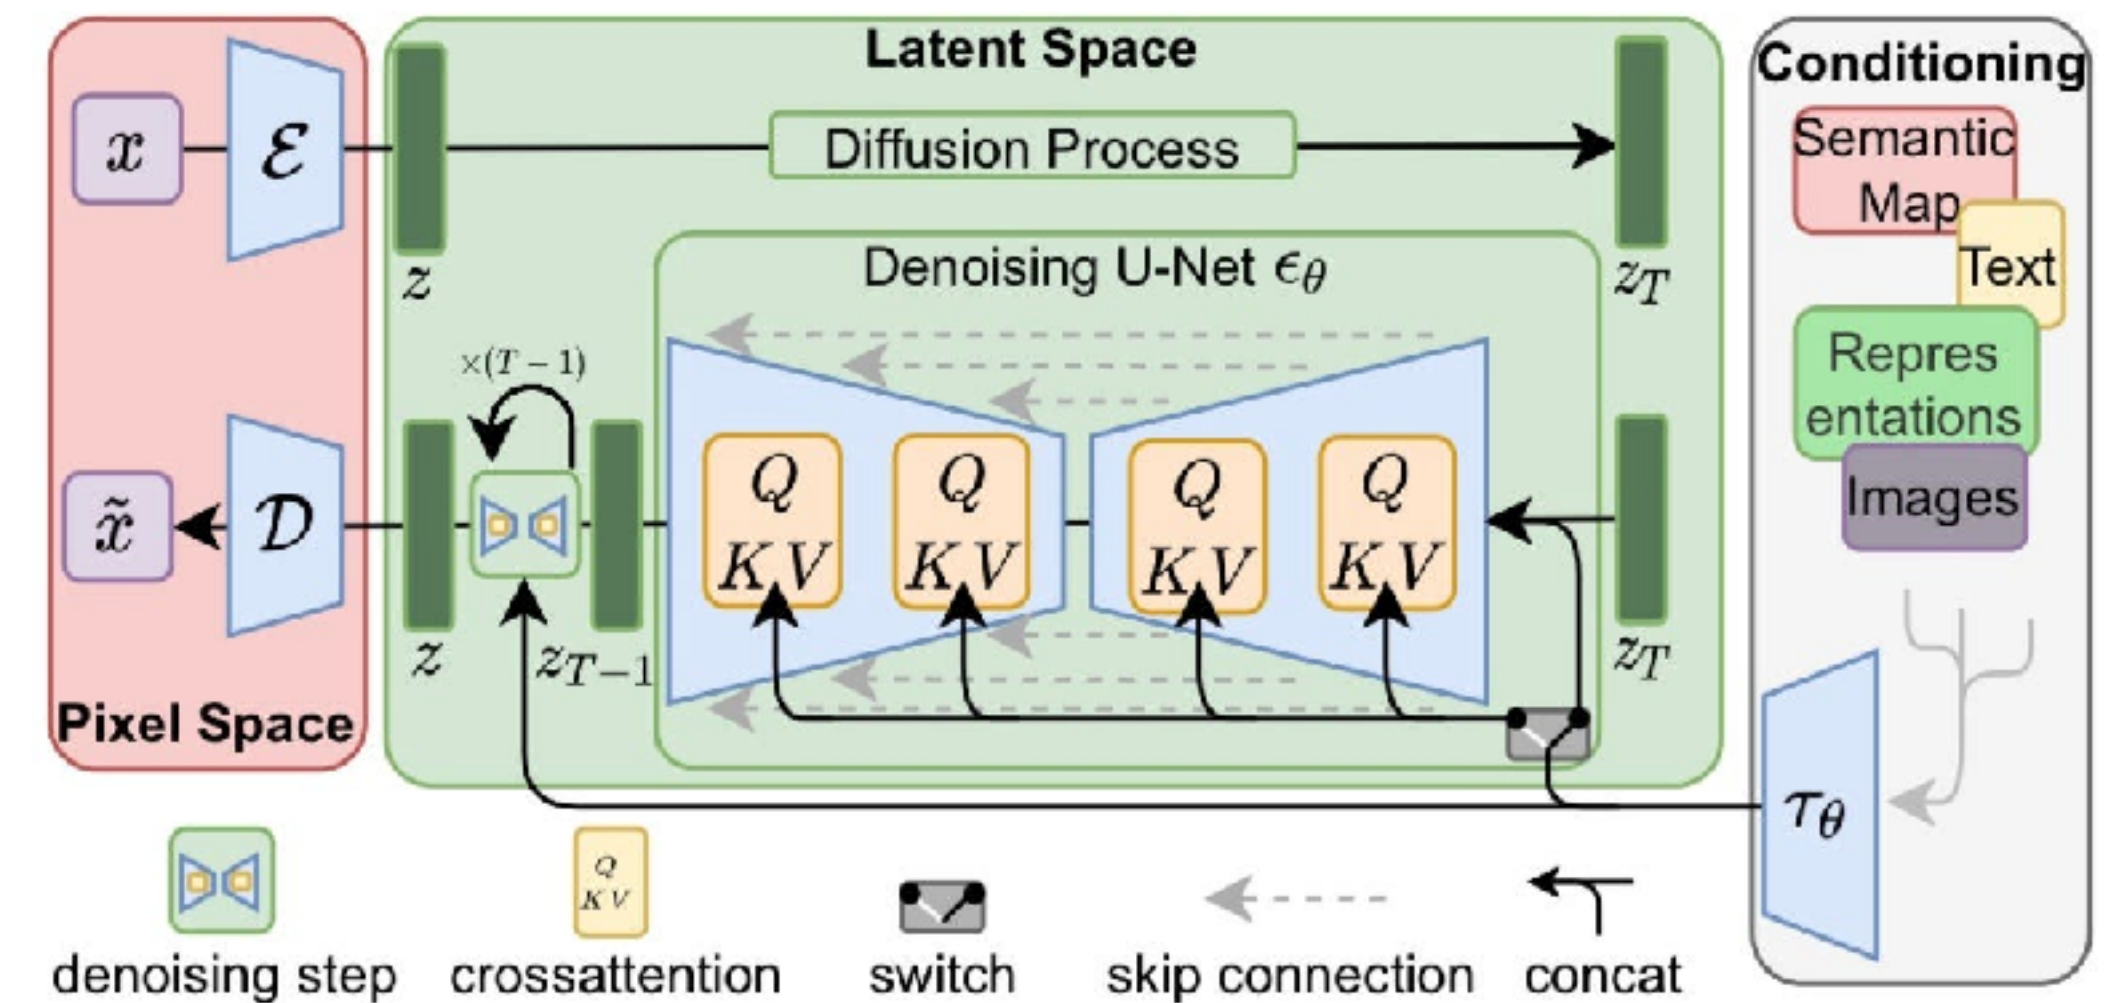 Latent Space
Conditioning
x
ℰ
Diffusion Process
z
z_T
Semantic
Map
Text
Denoising U-Net ϵ_θ
Repres
entations
Images
×(T − 1)
Q
K V
Q
K V
Q
K V
Q
K V
x̃
𝒟
z
z_{T−1}
z_T
Pixel Space
τ_θ
Q
K V
denoising step
crossattention
switch
skip connection
concat